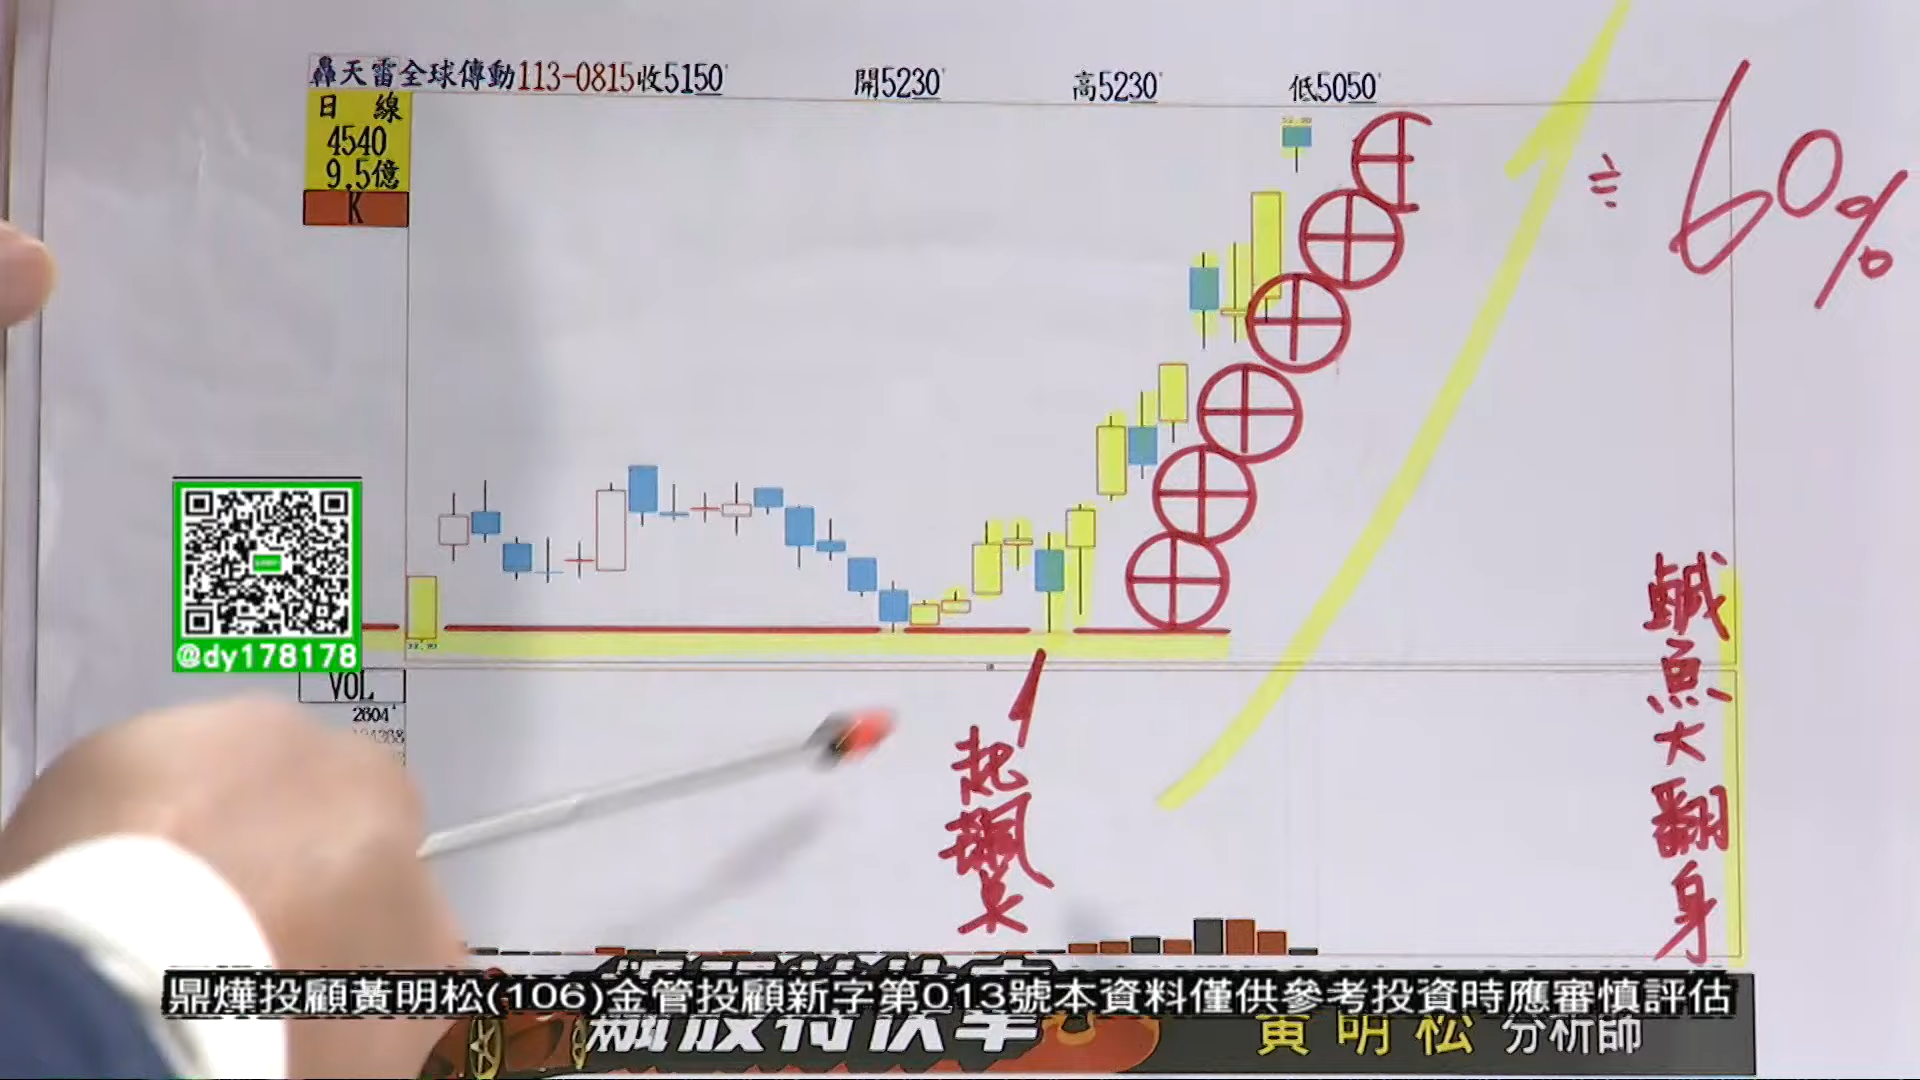 轟天雷全球傳動113-0815收5150' 開5230' 高5230' 低5050'
日 線
4540
9.5億
K
≒ 60%
@dy178178
VOL
2604'
起飆點
鹹魚大翻身
鼎燁投顧黃明松(106)金管投顧新字第013號本資料僅供參考投資時應審慎評估
黃明松 分析師